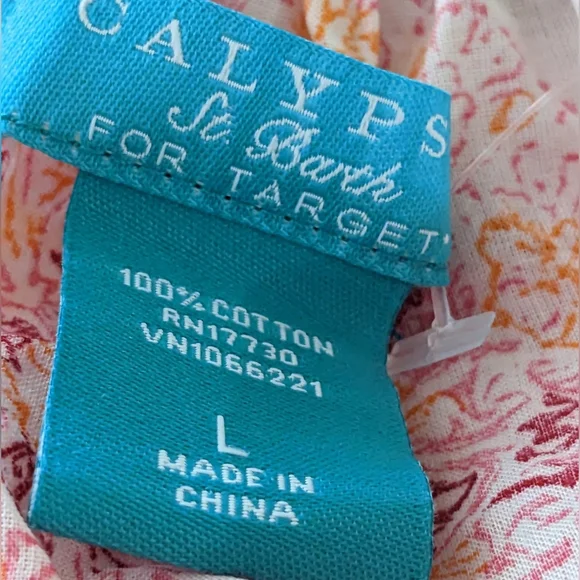 CALYPS
St. Barth
FOR TARGET
100% COTTON
RN17730
VN1066221
L
MADE IN
CHINA